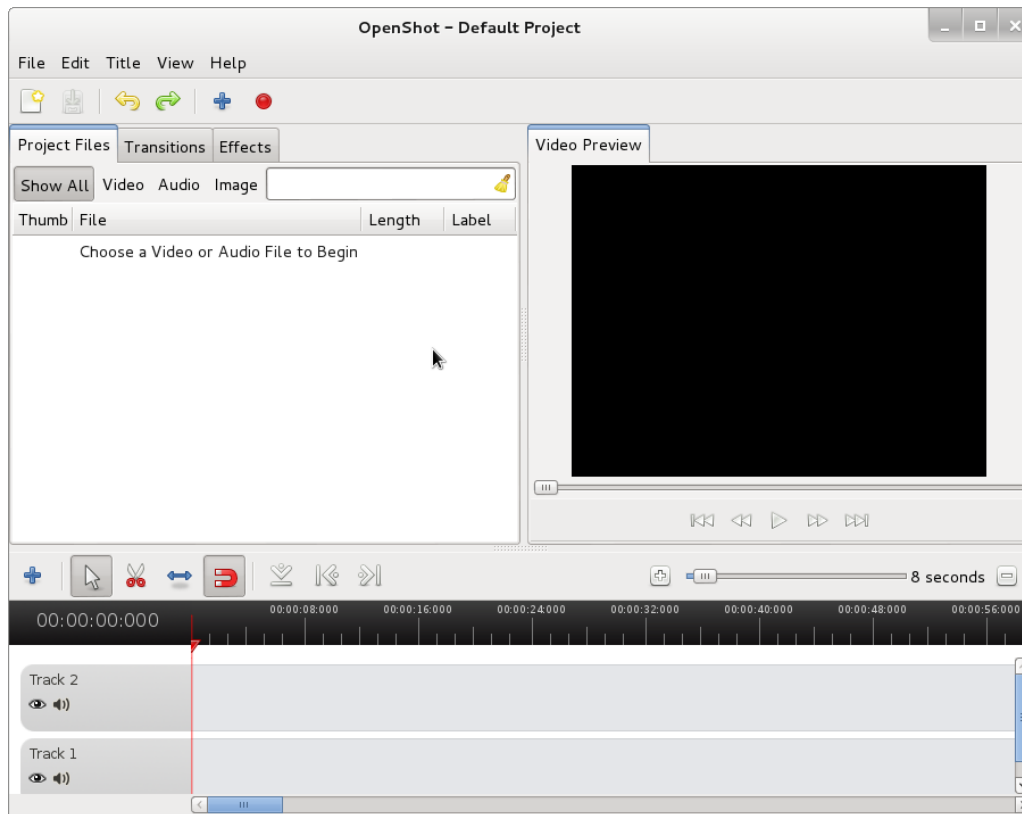 OpenShot – Default Project
File Edit Title View Help
Project Files Transitions Effects
Video Preview
Show All Video Audio Image
Thumb File Length Label
Choose a Video or Audio File to Begin
8 seconds
00:00:00:000
00:00:08:000 00:00:16:000 00:00:24:000 00:00:32:000 00:00:40:000 00:00:48:000 00:00:56:000
Track 2
Track 1